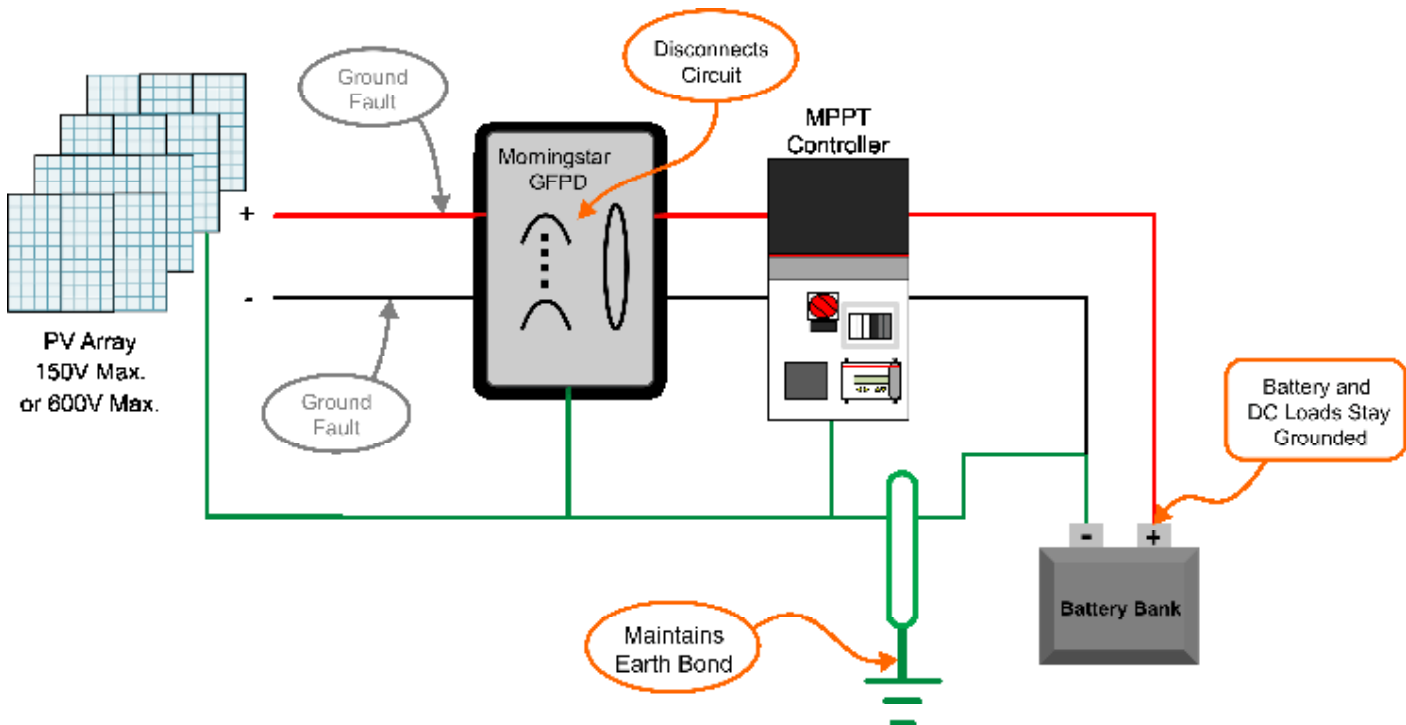 Disconnects
Circuit
Ground
Fault
MPPT
Controller
Morningstar
GFPD
+
-
PV Array
150V Max.
or 600V Max.
Ground
Fault
Battery and
DC Loads Stay
Grounded
- +
Battery Bank
Maintains
Earth Bond